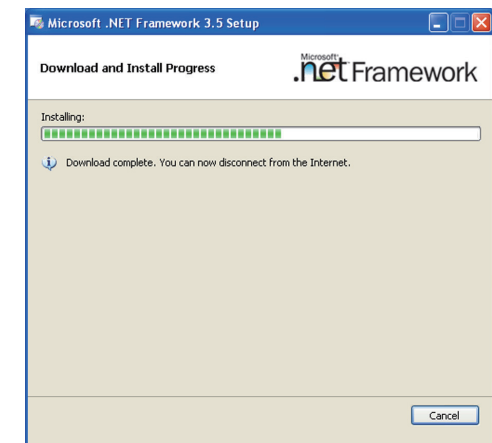 Microsoft .NET Framework 3.5 Setup
Download and Install Progress
Microsoft
.net Framework
Installing:
Download complete. You can now disconnect from the Internet.
Cancel